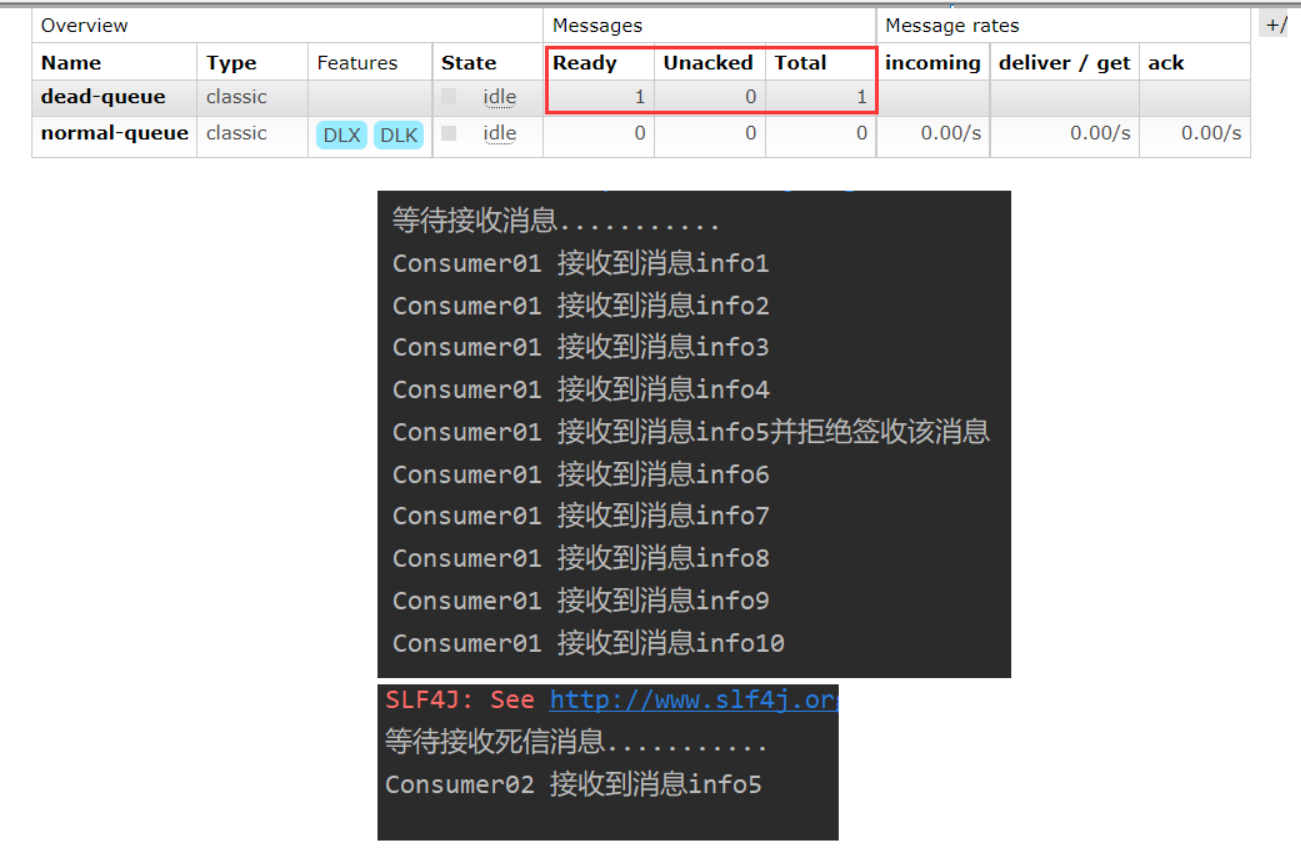 Overview Messages Message rates +/
Name Type Features State Ready Unacked Total incoming deliver / get ack
dead-queue classic idle 1 0 1
normal-queue classic DLX DLK idle 0 0 0 0.00/s 0.00/s 0.00/s
等待接收消息...........
Consumer01 接收到消息info1
Consumer01 接收到消息info2
Consumer01 接收到消息info3
Consumer01 接收到消息info4
Consumer01 接收到消息info5并拒绝签收该消息
Consumer01 接收到消息info6
Consumer01 接收到消息info7
Consumer01 接收到消息info8
Consumer01 接收到消息info9
Consumer01 接收到消息info10
SLF4J: See http://www.slf4j.or
等待接收死信消息...........
Consumer02 接收到消息info5